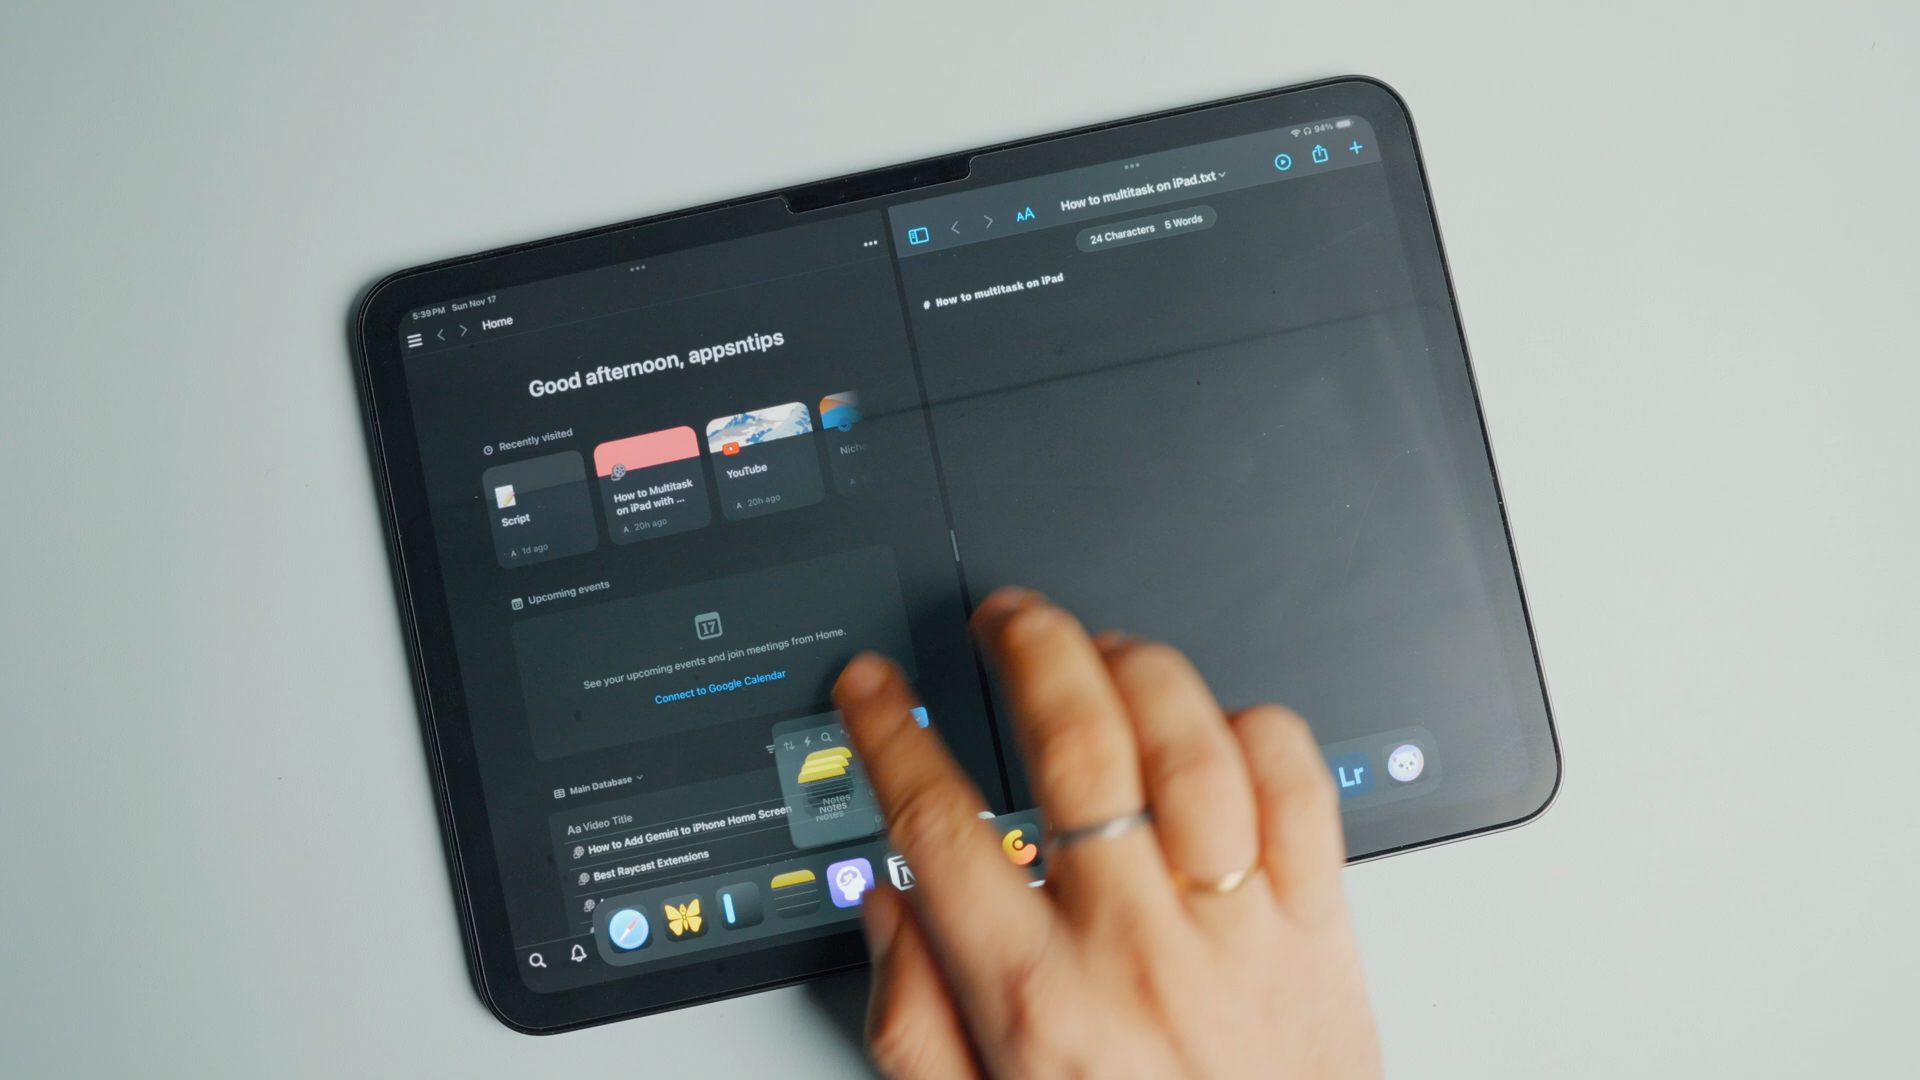 5:39 PM Sun Nov 17
Home
Good afternoon, appsntips
Recently visited
Script
A 1d ago
How to Multitask
on iPad with ...
A 20h ago
YouTube
A 20h ago
Niche
A
Upcoming events
17
See your upcoming events and join meetings from Home.
Connect to Google Calendar
Main Database
Aa Video Title
How to Add Gemini to iPhone Home Screen
Best Raycast Extensions
Notes
Notes
Notes
94%
AA
How to multitask on iPad.txt
24 Characters 5 Words
# How to multitask on iPad
Lr